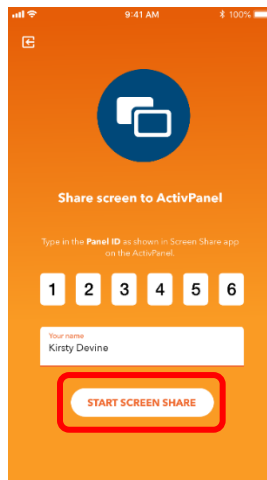 9:41 AM 100%
Share screen to ActivPanel
Type in the Panel ID as shown in Screen Share app
on the ActivPanel.
1 2 3 4 5 6
Your name
Kirsty Devine
START SCREEN SHARE